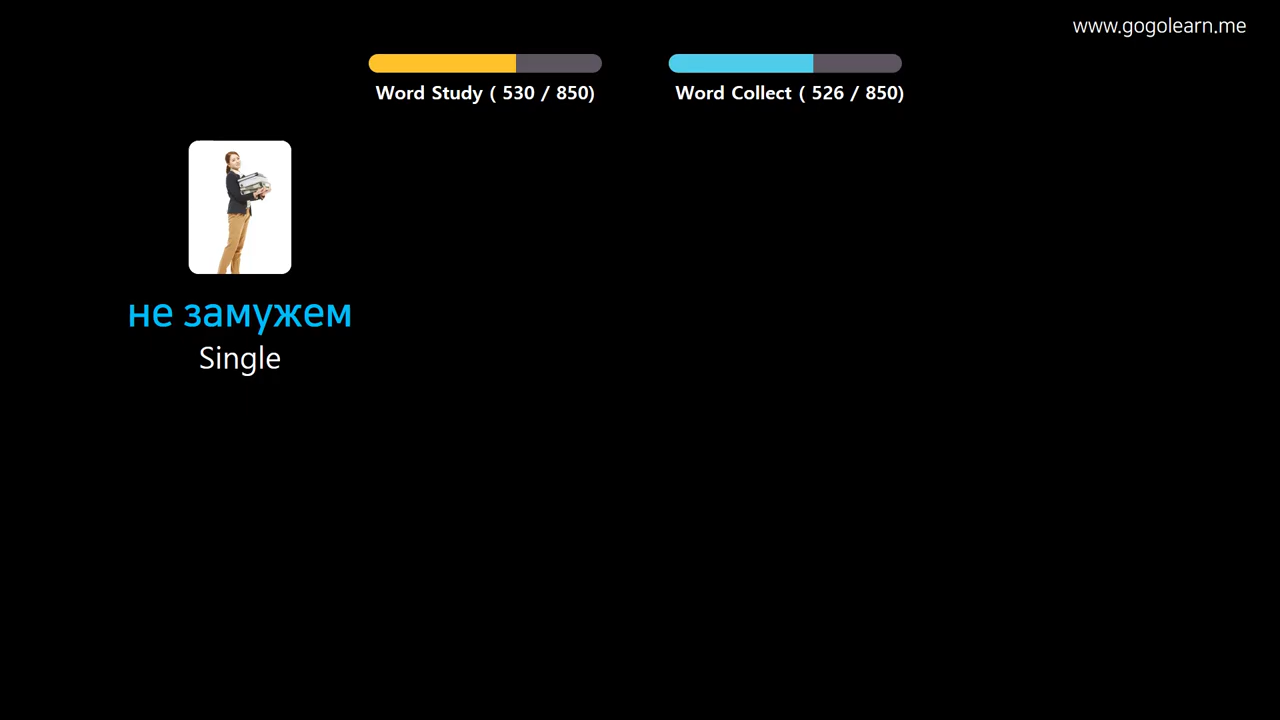 www.gogolearn.me
Word Study ( 530 / 850)
Word Collect ( 526 / 850)
не замужем
Single